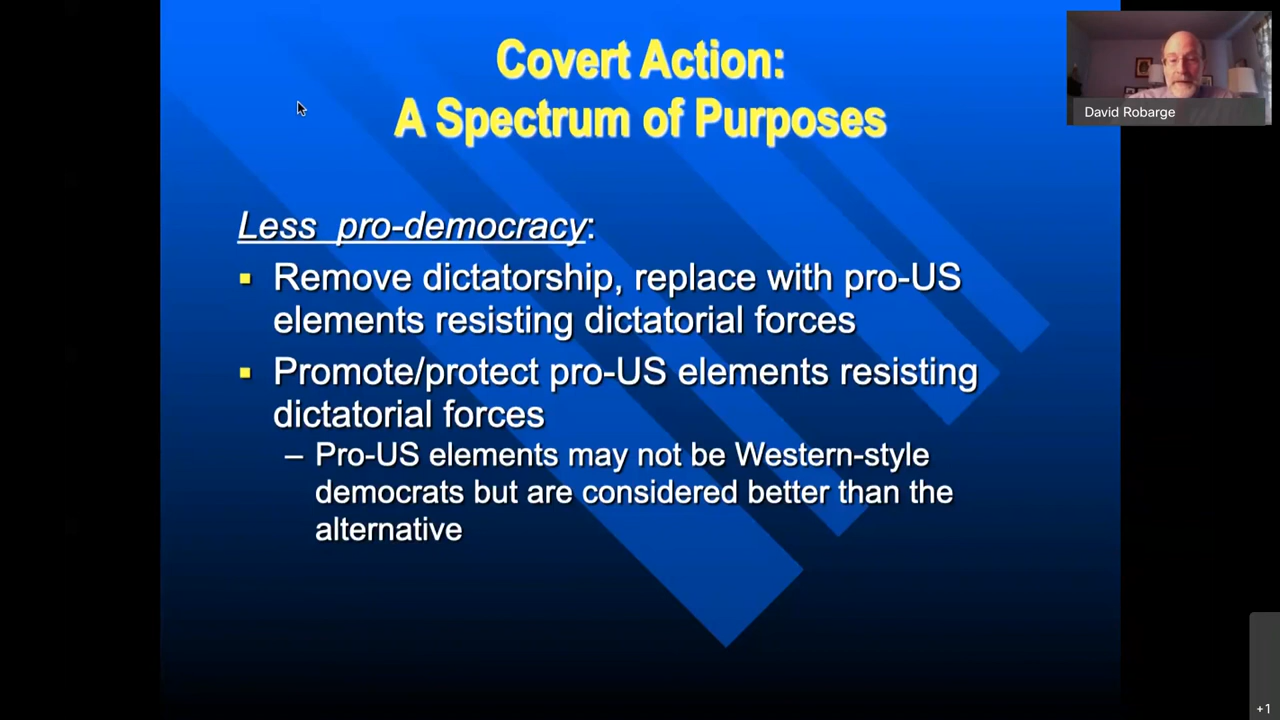 Covert Action:
A Spectrum of Purposes
David Robarge
Less pro-democracy:
▪ Remove dictatorship, replace with pro-US
elements resisting dictatorial forces
▪ Promote/protect pro-US elements resisting
dictatorial forces
– Pro-US elements may not be Western-style
democrats but are considered better than the
alternative
+1